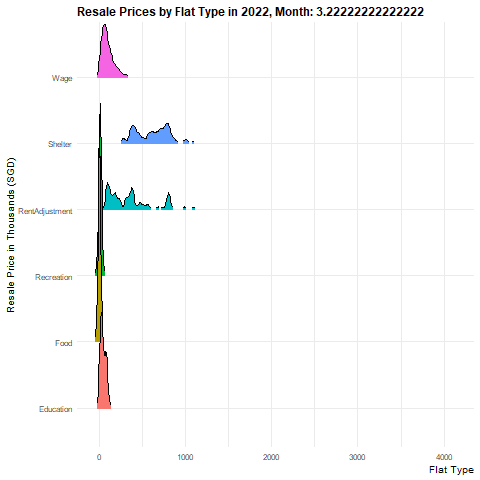 Resale Prices by Flat Type in 2022, Month: 3.22222222222222
Resale Price in Thousands (SGD)
Wage
Shelter
RentAdjustment
Recreation
Food
Education
0 1000 2000 3000 4000
Flat Type